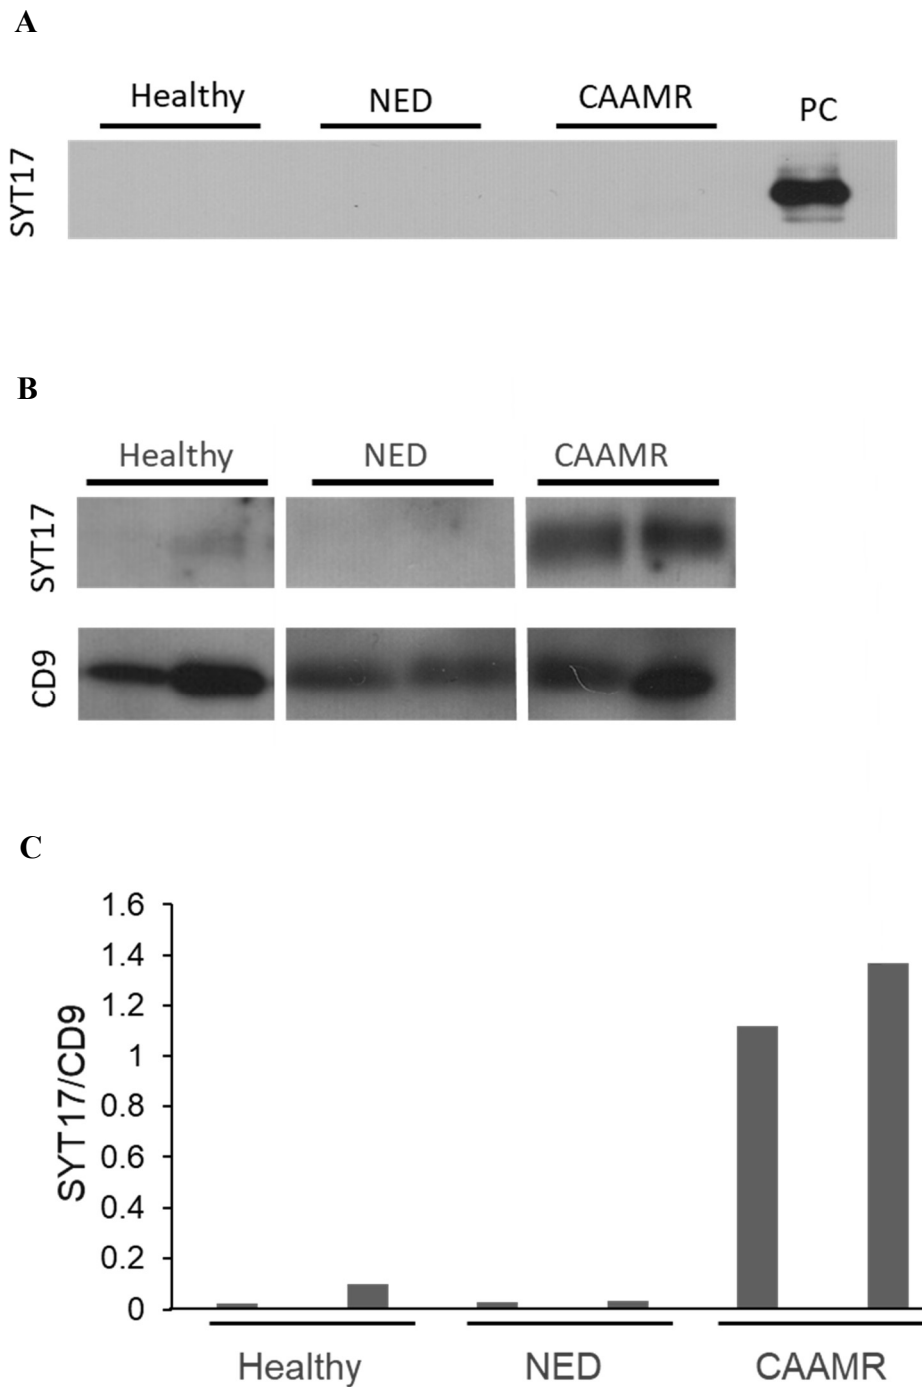 A
Healthy NED CAAMR PC
SYT17
B
Healthy NED CAAMR
SYT17
CD9
C
1.6
1.4
1.2
1
0.8
0.6
0.4
0.2
0
SYT17/CD9
Healthy NED CAAMR